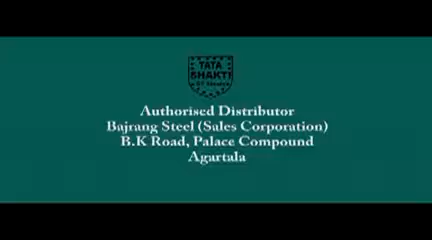 TATA
SHAKTI
Authorised Distributor
Bajrang Steel (Sales Corporation)
B.K Road, Palace Compound
Agartala